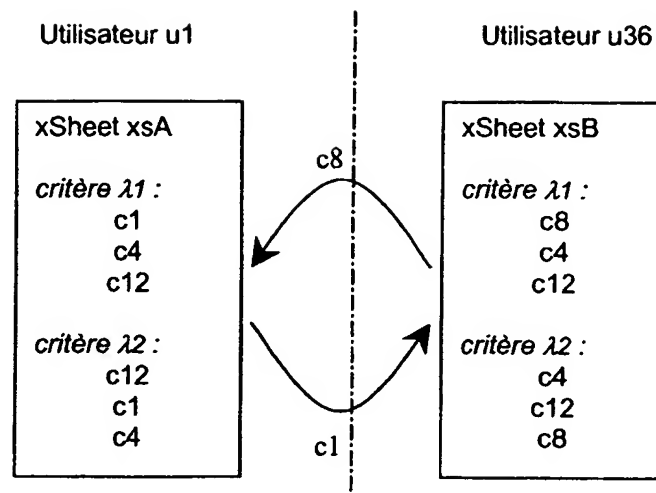 Utilisateur u1
xSheet xsA
critère λ1 :
c1
c4
c12
critère λ2 :
c12
c1
c4
c8
c1
Utilisateur u36
xSheet xsB
critère λ1 :
c8
c4
c12
critère λ2 :
c4
c12
c8